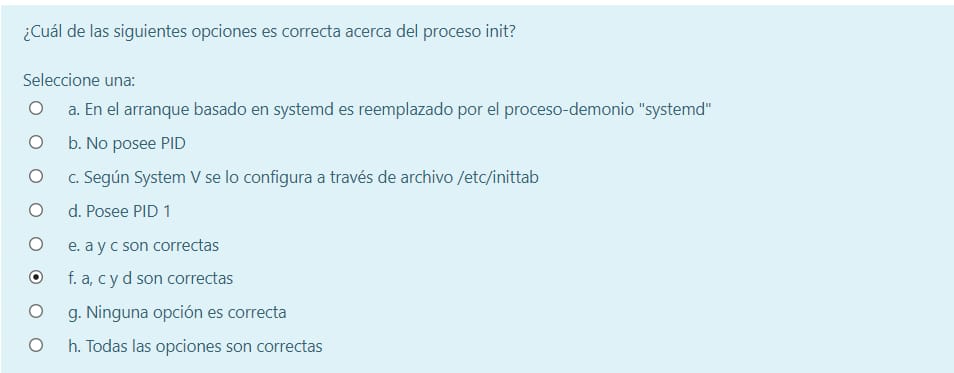 ¿Cuál de las siguientes opciones es correcta acerca del proceso init?
Seleccione una:
a. En el arranque basado en systemd es reemplazado por el proceso-demonio "systemd"
b. No posee PID
c. Según System V se lo configura a través de archivo /etc/inittab
d. Posee PID 1
e. a y c son correctas
f. a, c y d son correctas
g. Ninguna opción es correcta
h. Todas las opciones son correctas